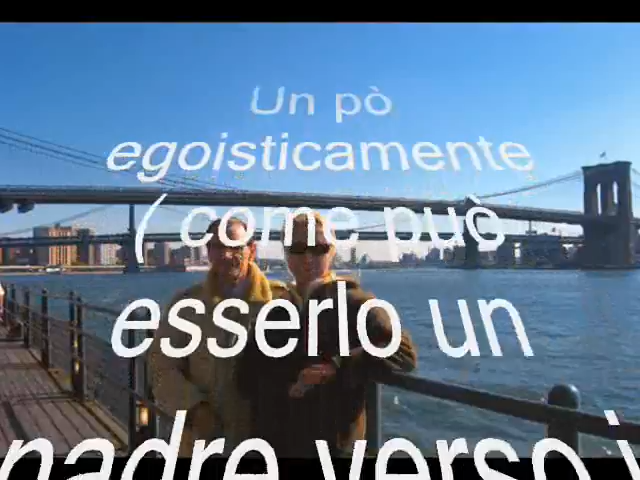 Un pò
egoisticamente
( come può
esserlo un
padre verso i